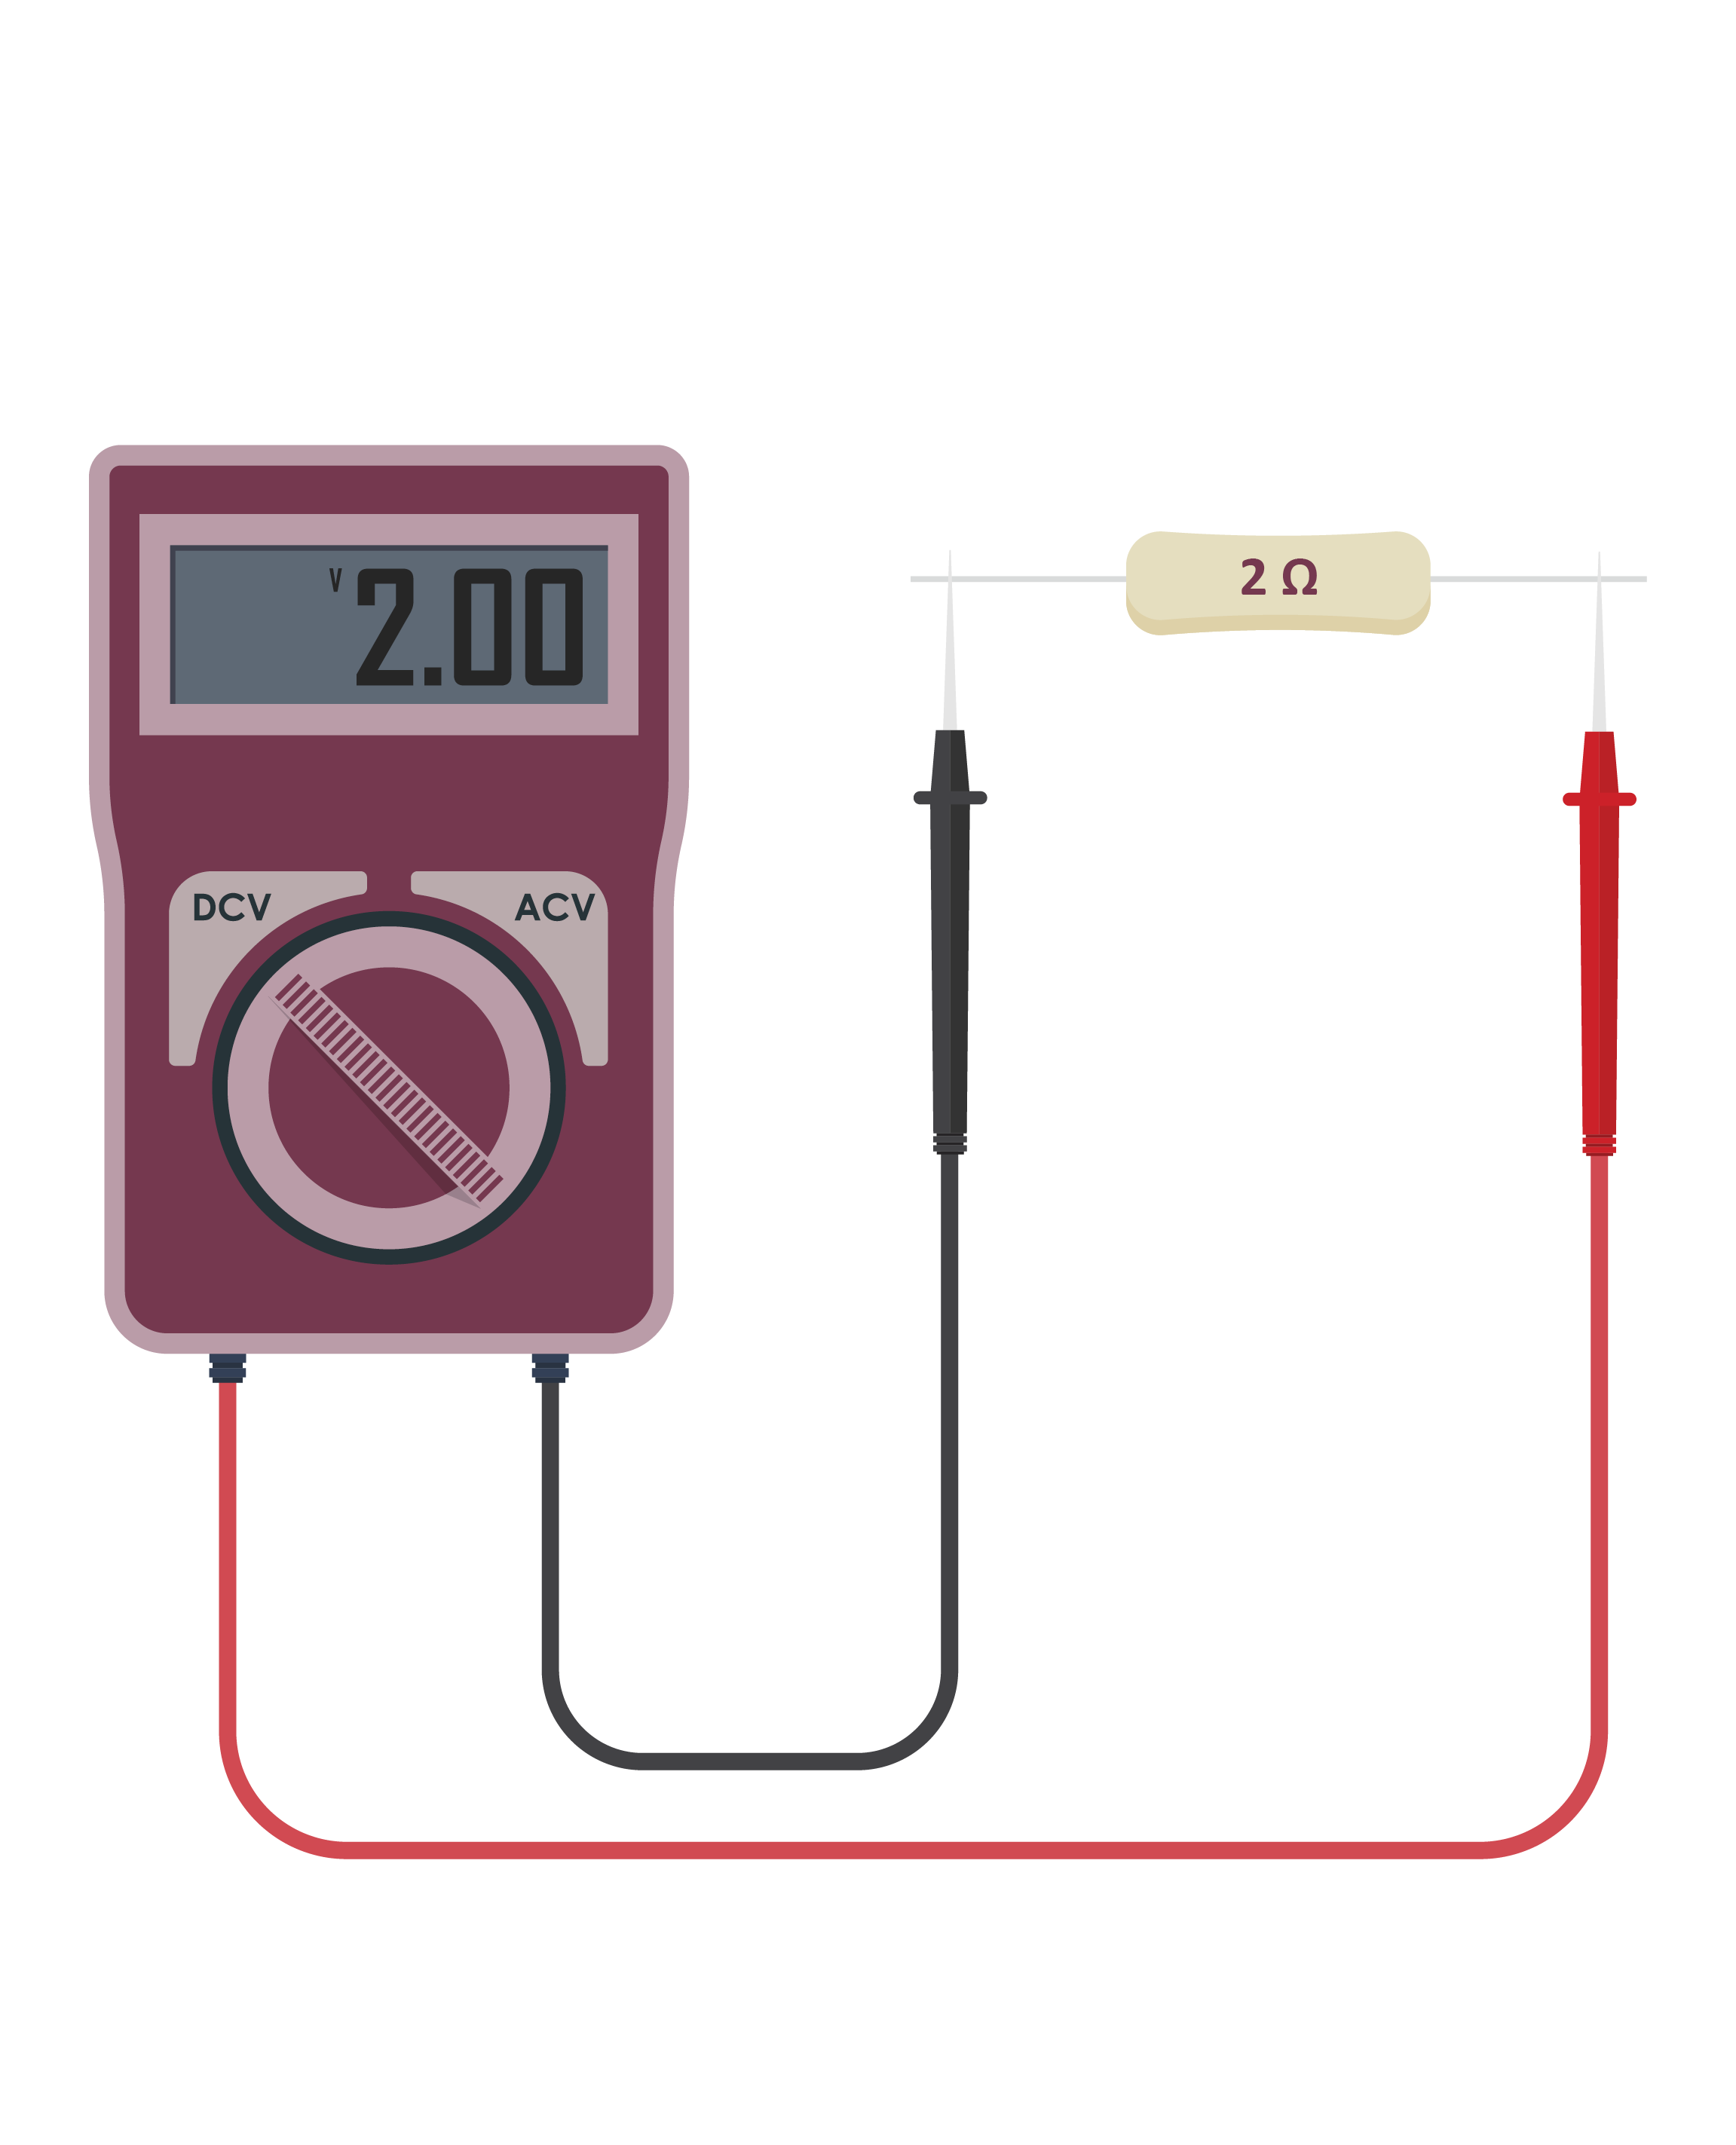 V 2.00
2 Ω
DCV
ACV